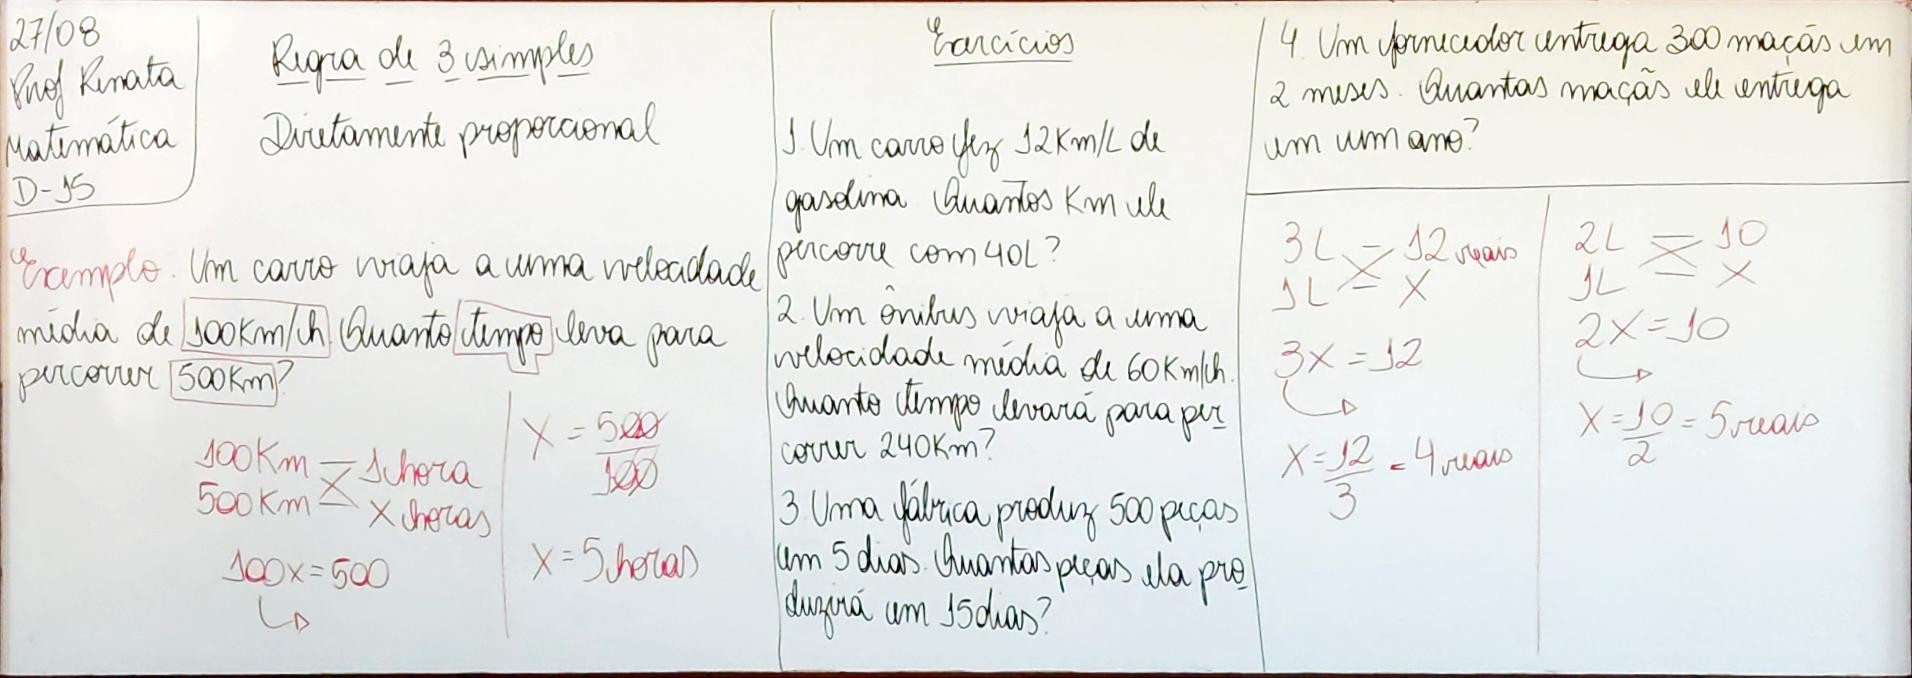 27/08
Prof Renata
Matemática
D-15
Regra de 3 simples
Diretamente proporcional
Exemplo: Um carro viaja a uma velocidade
média de 100Km/h. Quanto tempo leva para
percorrer 500Km?
100Km — 1 hora
500Km — X horas
100x = 500
X = 500
100
X = 5 horas
Exercícios
1. Um carro fez 12Km/L de
gasolina. Quantos Km ele
percorre com 40L?
2. Um ônibus viaja a uma
velocidade média de 60Km/h.
Quanto tempo levará para per
correr 240Km?
3. Uma fábrica produz 500 peças
em 5 dias. Quantas peças ela pro
duzirá em 15 dias?
4. Um fornecedor entrega 300 maçãs em
2 meses. Quantas maçãs ele entrega
em um ano?
3L — 12 reais
1L — X
3X = 12
X = 12 = 4 reais
3
2L — 10
1L — X
2X = 10
X = 10 = 5 reais
2